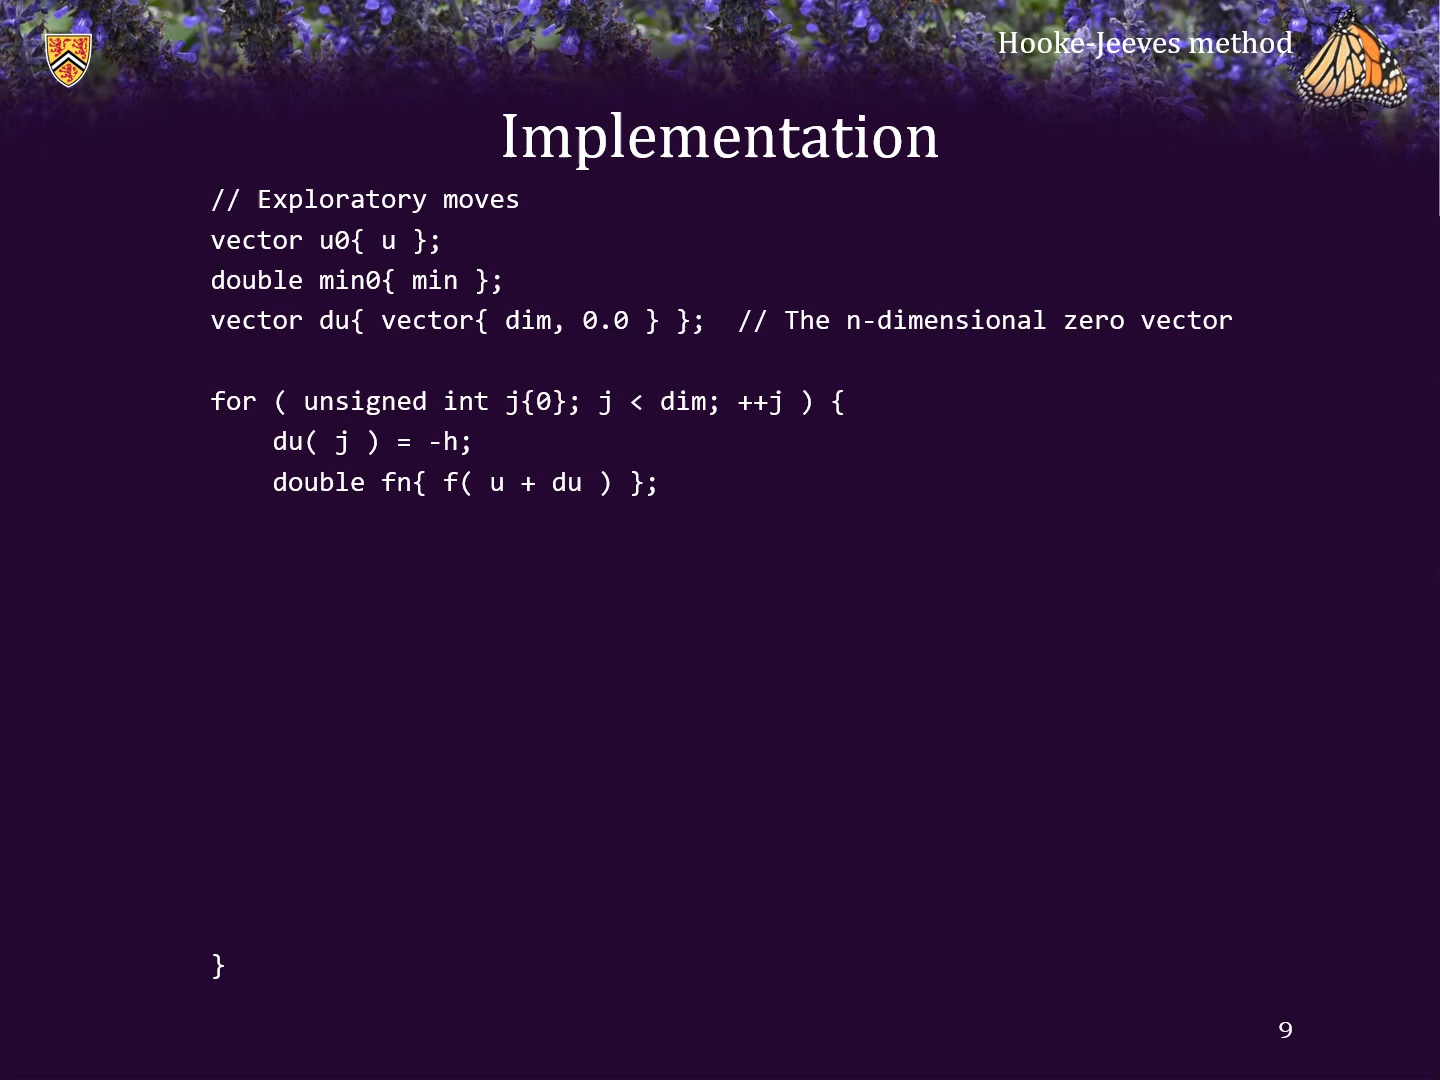 Hooke-Jeeves method
Implementation
// Exploratory moves
vector u0{ u };
double min0{ min };
vector du{ vector{ dim, 0.0 } };  // The n-dimensional zero vector
for ( unsigned int j{0}; j < dim; ++j ) {
    du( j ) = -h;
    double fn{ f( u + du ) };
}
9